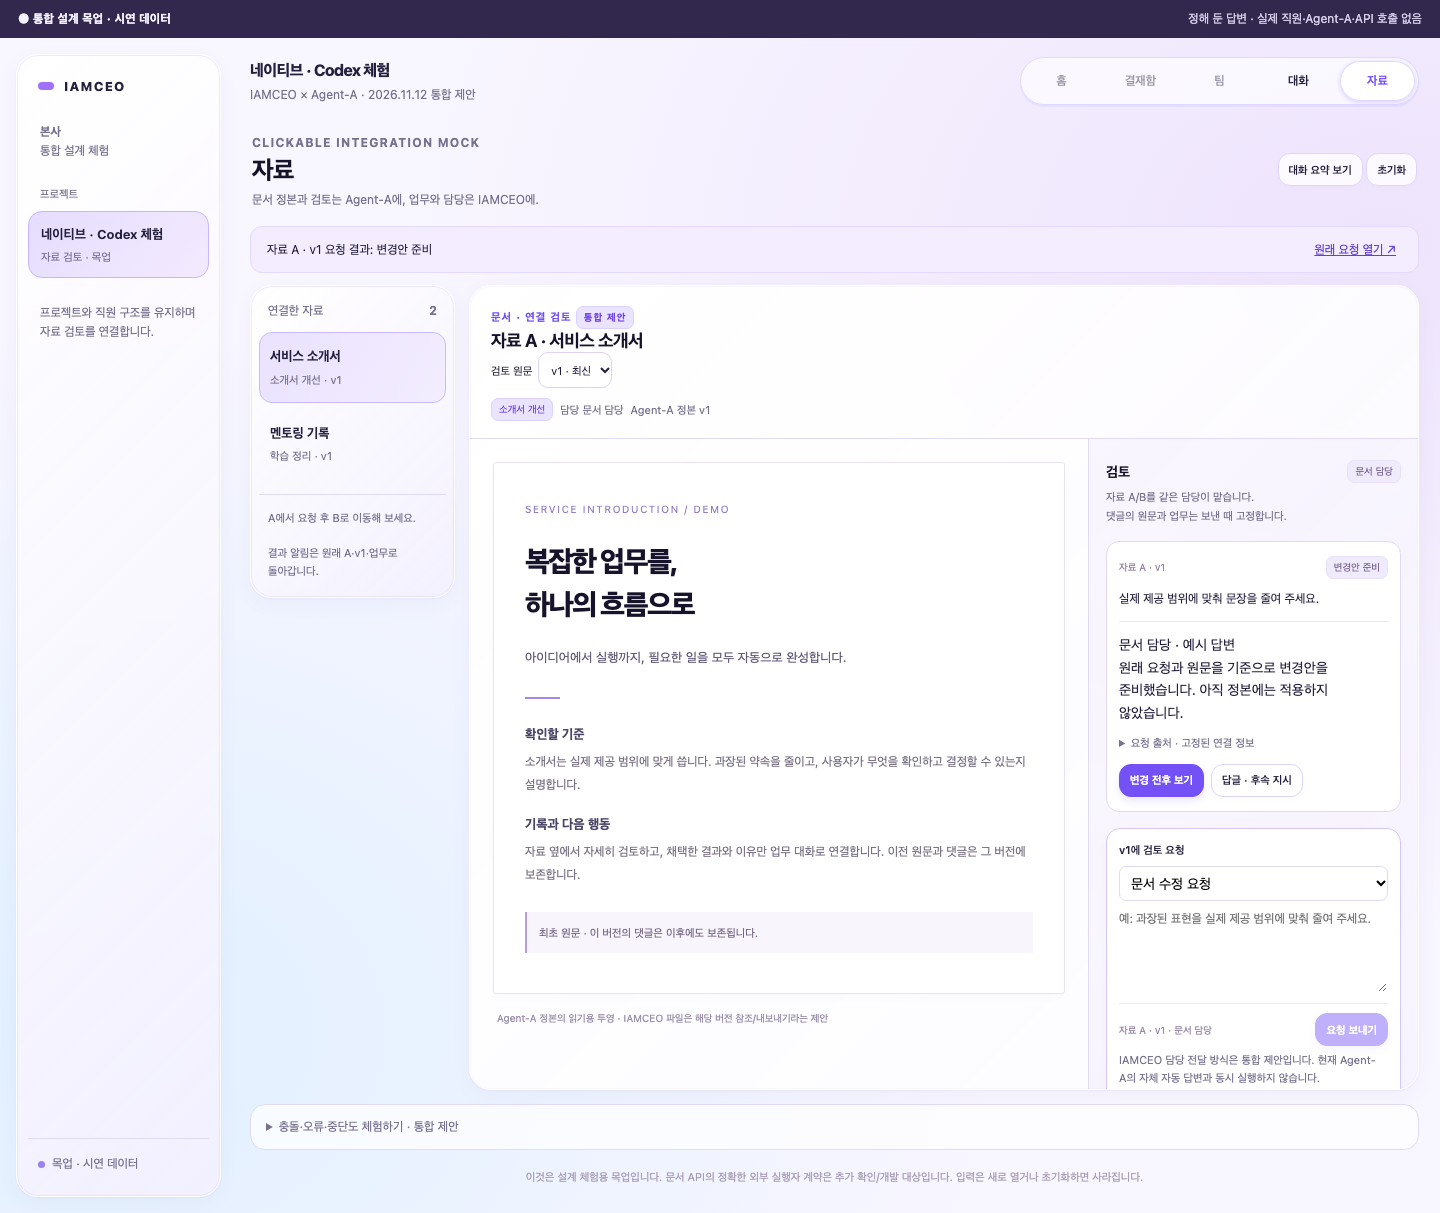 ● 통합 설계 목업 · 시연 데이터
정해 둔 답변 · 실제 직원·Agent-A·API 호출 없음
IAMCEO
본사
통합 설계 체험
프로젝트
네이티브 · Codex 체험
자료 검토 · 목업
프로젝트와 직원 구조를 유지하며
자료 검토를 연결합니다.
목업 · 시연 데이터
네이티브 · Codex 체험
IAMCEO × Agent-A · 2026.11.12 통합 제안
홈
결재함
팀
대화
자료
CLICKABLE INTEGRATION MOCK
자료
문서 정본과 검토는 Agent-A에, 업무와 담당은 IAMCEO에.
대화 요약 보기
초기화
자료 A · v1 요청 결과: 변경안 준비
원래 요청 열기 ↗
연결한 자료
2
서비스 소개서
소개서 개선 · v1
멘토링 기록
학습 정리 · v1
A에서 요청 후 B로 이동해 보세요.
결과 알림은 원래 A·v1·업무로
돌아갑니다.
문서 · 연결 검토 통합 제안
자료 A · 서비스 소개서
검토 원문 v1 · 최신
소개서 개선 담당 문서 담당 Agent-A 정본 v1
SERVICE INTRODUCTION / DEMO
복잡한 업무를,
하나의 흐름으로
아이디어에서 실행까지, 필요한 일을 모두 자동으로 완성합니다.
확인할 기준
소개서는 실제 제공 범위에 맞게 씁니다. 과장된 약속을 줄이고, 사용자가 무엇을 확인하고 결정할 수 있는지
설명합니다.
기록과 다음 행동
자료 옆에서 자세히 검토하고, 채택한 결과와 이유만 업무 대화로 연결합니다. 이전 원문과 댓글은 그 버전에
보존합니다.
최초 원문 · 이 버전의 댓글은 이후에도 보존됩니다.
Agent-A 정본의 읽기용 투영 · IAMCEO 파일은 해당 버전 참조/내보내기라는 제안
검토
문서 담당
자료 A/B를 같은 담당이 맡습니다.
댓글의 원문과 업무는 보낸 때 고정합니다.
자료 A · v1
변경안 준비
실제 제공 범위에 맞춰 문장을 줄여 주세요.
문서 담당 · 예시 답변
원래 요청과 원문을 기준으로 변경안을
준비했습니다. 아직 정본에는 적용하지
않았습니다.
▶ 요청 출처 · 고정된 연결 정보
변경 전후 보기
답글 · 후속 지시
v1에 검토 요청
문서 수정 요청
예: 과장된 표현을 실제 제공 범위에 맞춰 줄여 주세요.
자료 A · v1 · 문서 담당
요청 보내기
IAMCEO 담당 전달 방식은 통합 제안입니다. 현재 Agent-
A의 자체 자동 답변과 동시 실행하지 않습니다.
▶ 충돌·오류·중단도 체험하기 · 통합 제안
이것은 설계 체험용 목업입니다. 문서 API의 정확한 외부 실행자 계약은 추가 확인/개발 대상입니다. 입력은 새로 열거나 초기화하면 사라집니다.